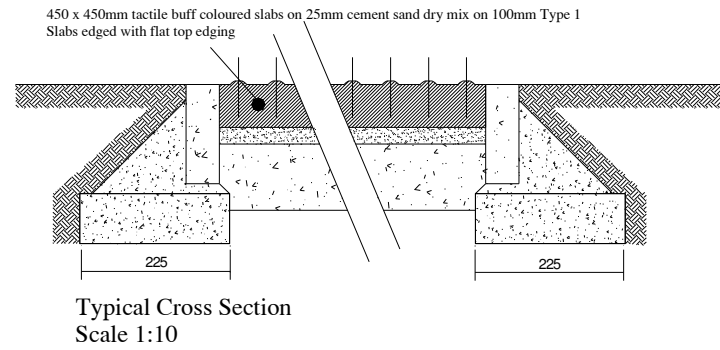 450 x 450mm tactile buff coloured slabs on 25mm cement sand dry mix on 100mm Type 1
Slabs edged with flat top edging
225
225
Typical Cross Section
Scale 1:10